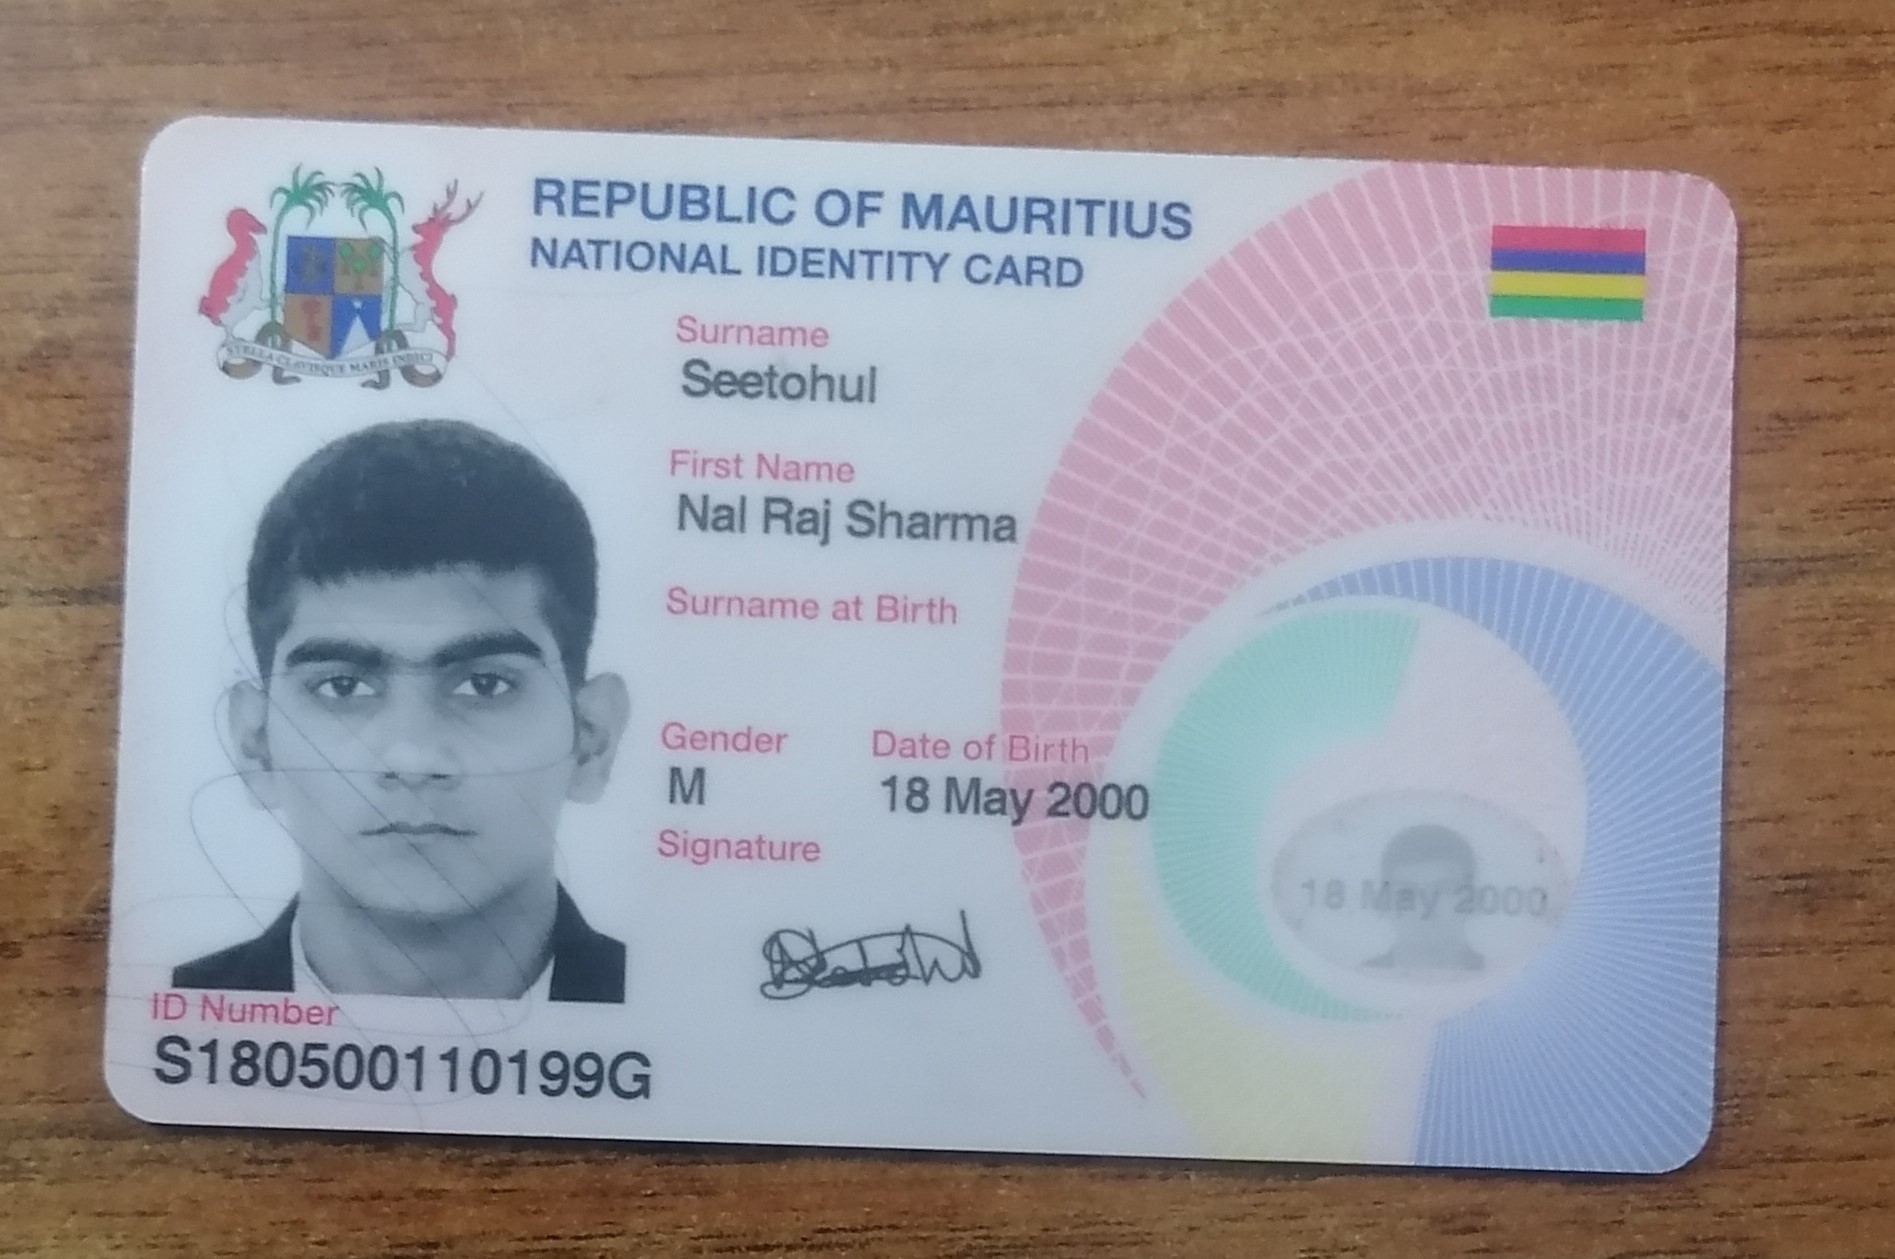 REPUBLIC OF MAURITIUS
NATIONAL IDENTITY CARD
STELLA CLAVISQUE MARIS INDICI
Surname
Seetohul
First Name
Nal Raj Sharma
Surname at Birth
Gender Date of Birth
M 18 May 2000
Signature
18 May 2000
ID Number
S180500110199G